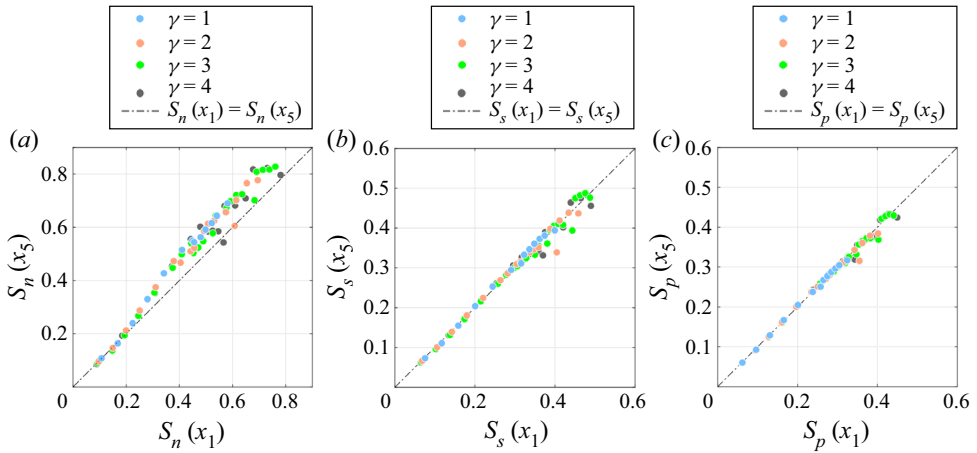 γ = 1
γ = 2
γ = 3
γ = 4
S_n (x_1) = S_n (x_5)
γ = 1
γ = 2
γ = 3
γ = 4
S_s (x_1) = S_s (x_5)
γ = 1
γ = 2
γ = 3
γ = 4
S_p (x_1) = S_p (x_5)
(a)
0.8
0.6
0.4
0.2
0
0.2
0.4
0.6
0.8
S_n (x_5)
S_n (x_1)
(b)
0.6
0.5
0.4
0.3
0.2
0.1
0
0.2
0.4
0.6
S_s (x_5)
S_s (x_1)
(c)
0.6
0.5
0.4
0.3
0.2
0.1
0
0.2
0.4
0.6
S_p (x_5)
S_p (x_1)